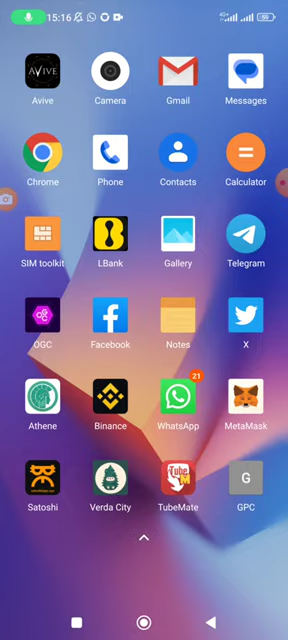 15:16
Avive
Camera
Gmail
Messages
Chrome
Phone
Contacts
Calculator
SIM toolkit
LBank
Gallery
Telegram
OGC
Facebook
Notes
X
21
Athene
Binance
WhatsApp
MetaMask
TubeM
G
Satoshi
Verda City
TubeMate
GPC